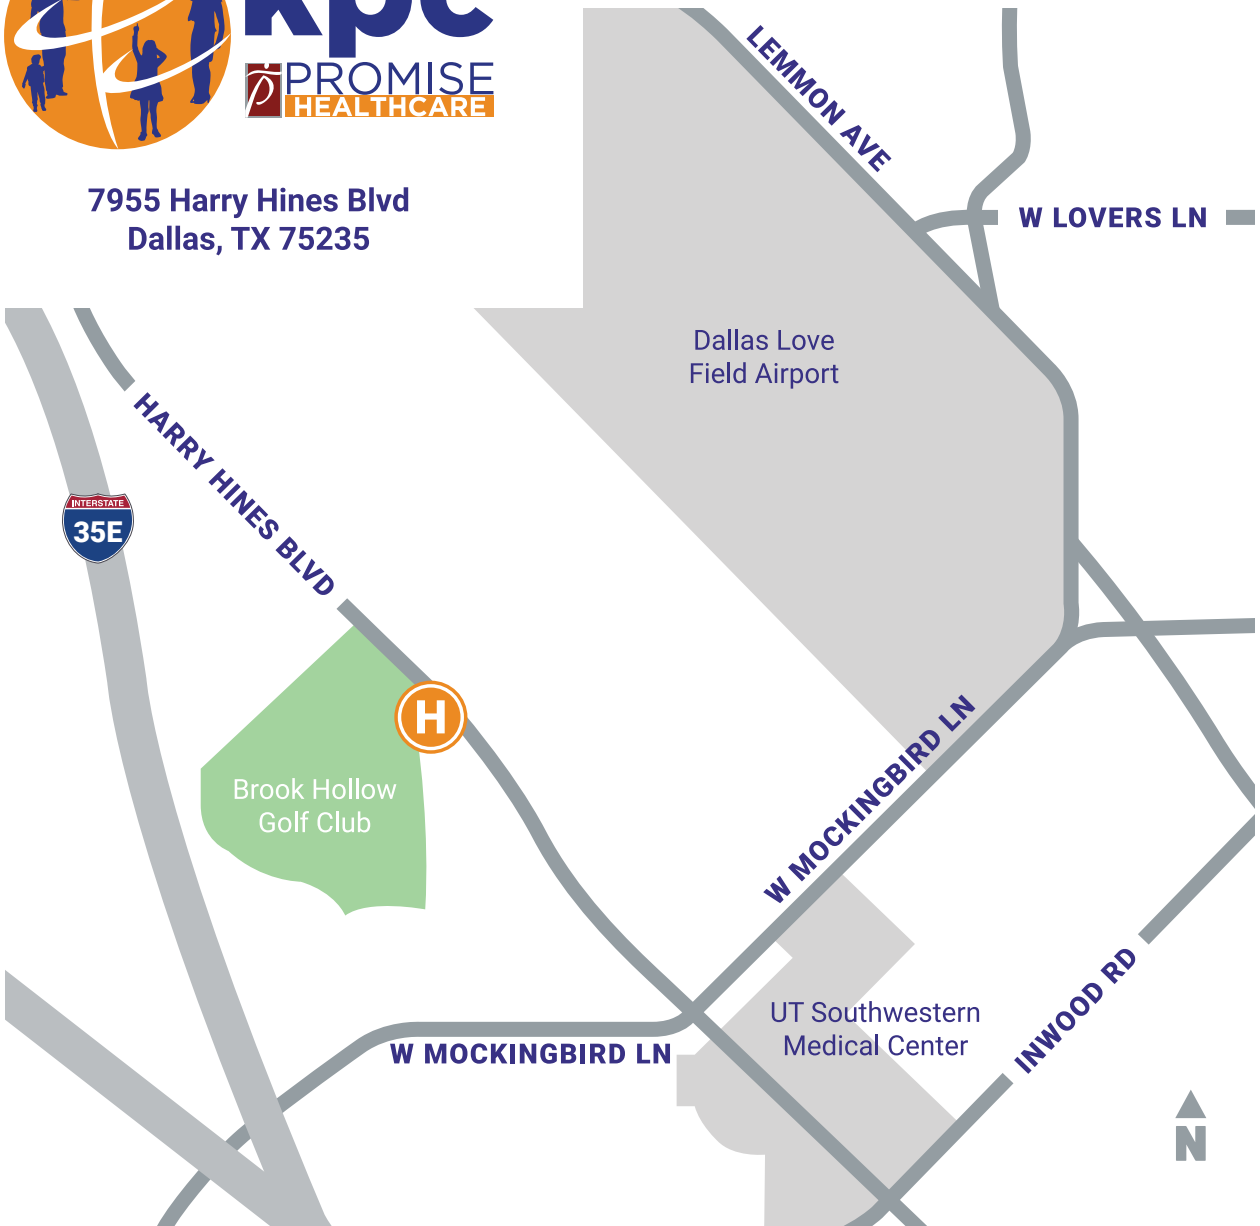 kpc
PROMISE
HEALTHCARE
7955 Harry Hines Blvd
Dallas, TX 75235
LEMMON AVE
W LOVERS LN
Dallas Love
Field Airport
HARRY HINES BLVD
INTERSTATE
35E
H
Brook Hollow
Golf Club
W MOCKINGBIRD LN
UT Southwestern
Medical Center
INWOOD RD
W MOCKINGBIRD LN
N